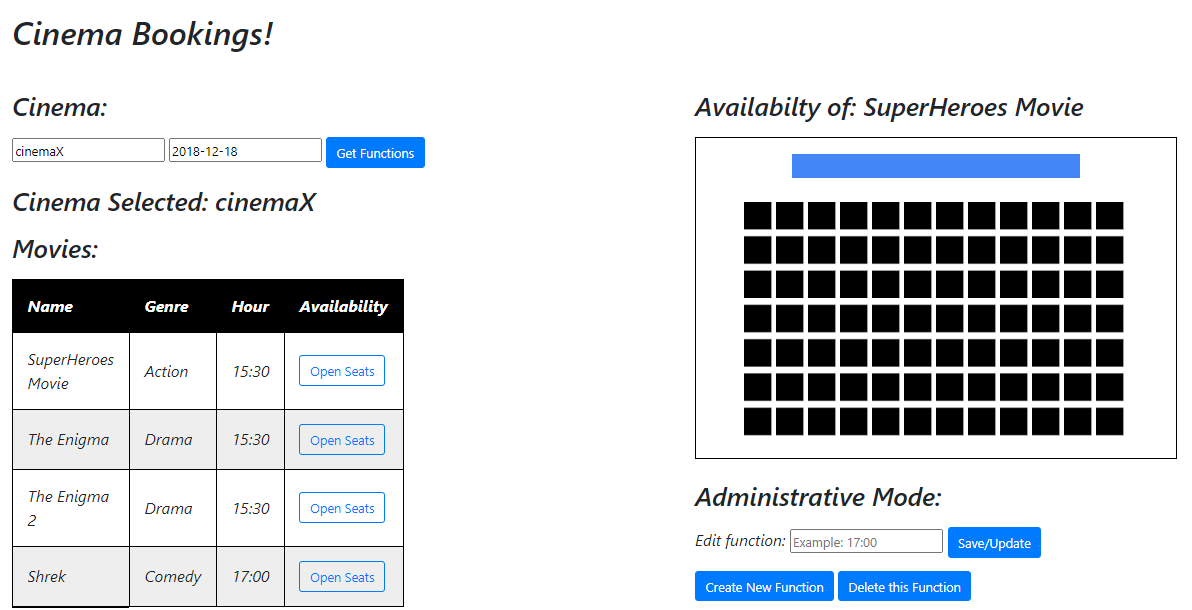 Cinema Bookings!
Cinema:
cinemaX 2018-12-18 Get Functions
Cinema Selected: cinemaX
Movies:
Name Genre Hour Availability
SuperHeroes
Movie Action 15:30 Open Seats
The Enigma Drama 15:30 Open Seats
The Enigma
2 Drama 15:30 Open Seats
Shrek Comedy 17:00 Open Seats
Availabilty of: SuperHeroes Movie
Administrative Mode:
Edit function: Example: 17:00 Save/Update
Create New Function Delete this Function